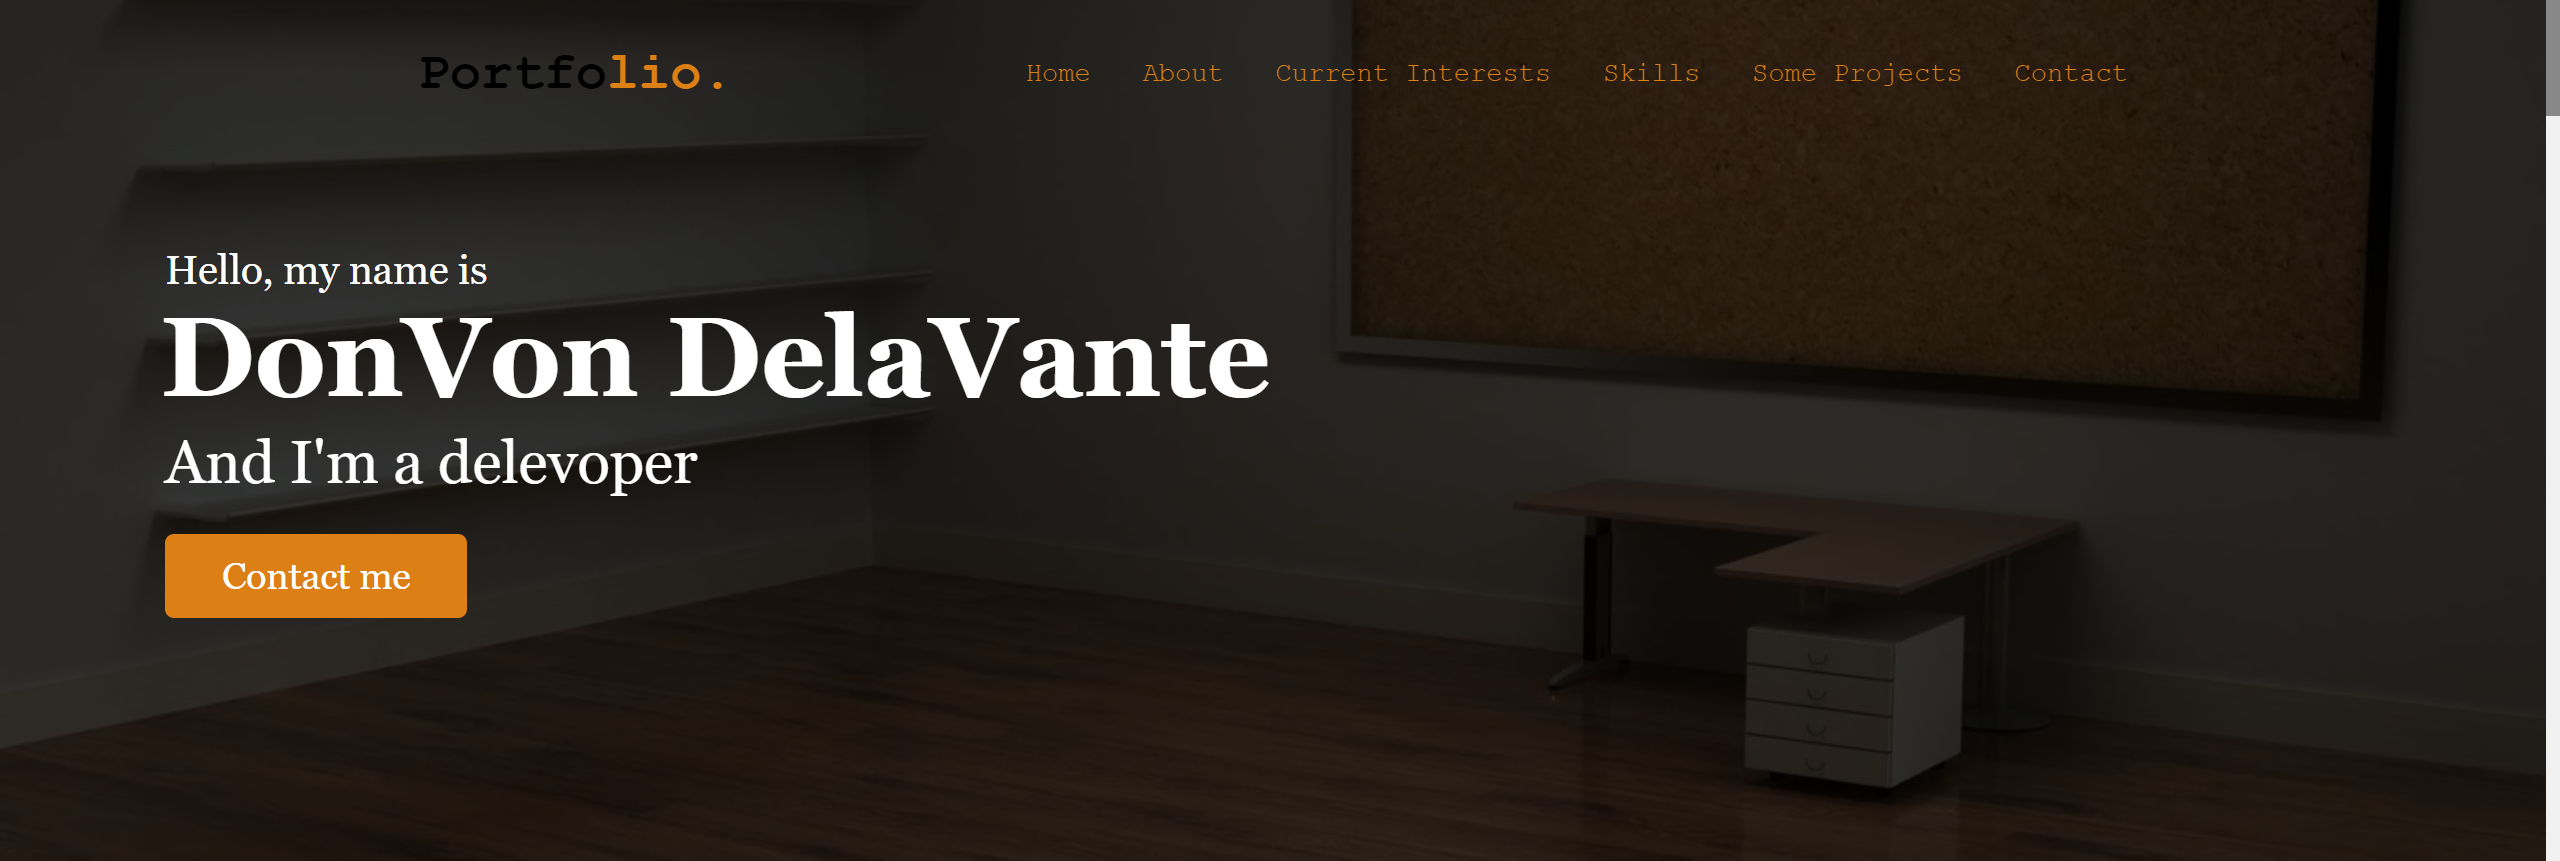 Portfolio. Home About Current Interests Skills Some Projects Contact
Hello, my name is
DonVon DelaVante
And I'm a delevoper
Contact me